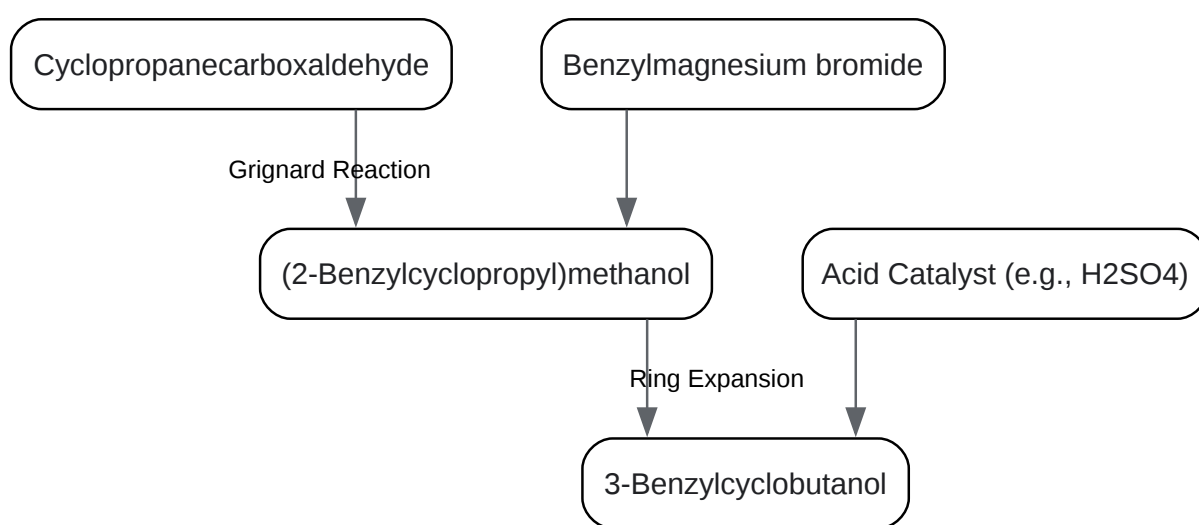 Cyclopropanecarboxaldehyde
Benzylmagnesium bromide
Grignard Reaction
(2-Benzylcyclopropyl)methanol
Acid Catalyst (e.g., H2SO4)
Ring Expansion
3-Benzylcyclobutanol